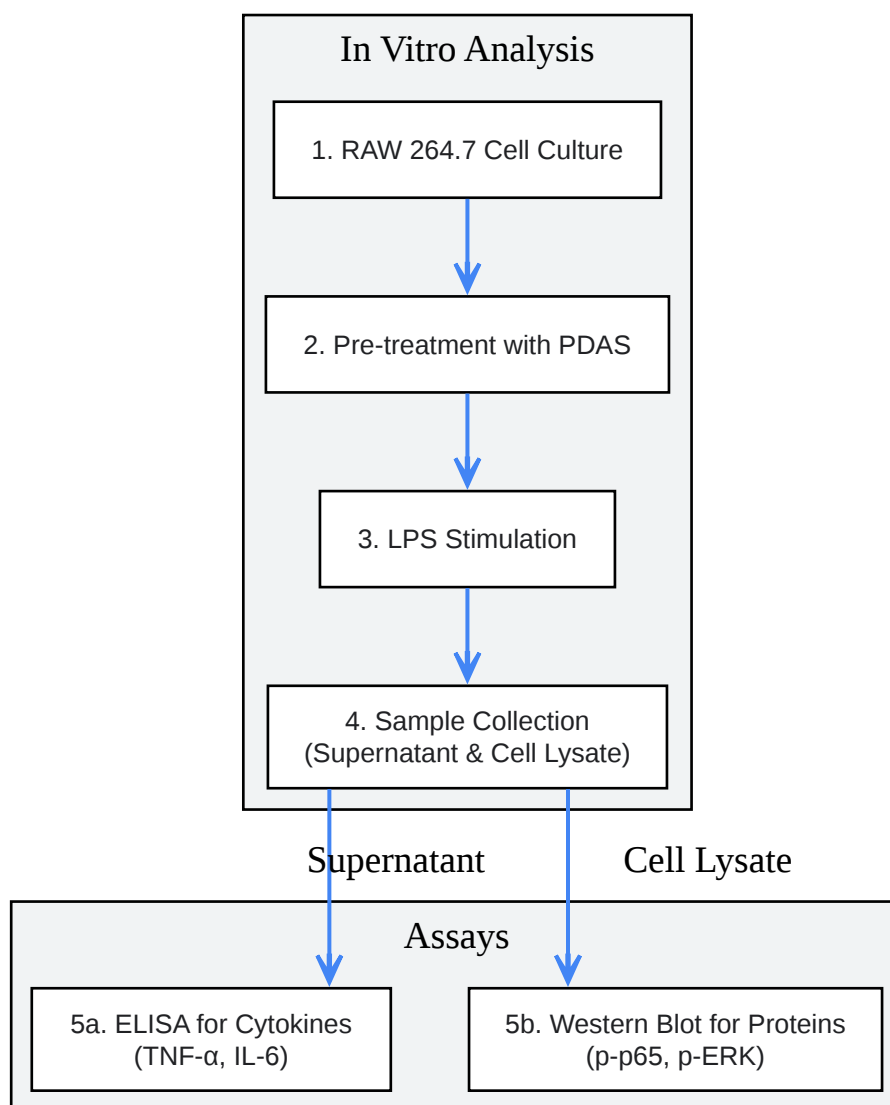 In Vitro Analysis
1. RAW 264.7 Cell Culture
2. Pre-treatment with PDAS
3. LPS Stimulation
4. Sample Collection
(Supernatant & Cell Lysate)
Supernatant
Cell Lysate
Assays
5a. ELISA for Cytokines
(TNF-α, IL-6)
5b. Western Blot for Proteins
(p-p65, p-ERK)